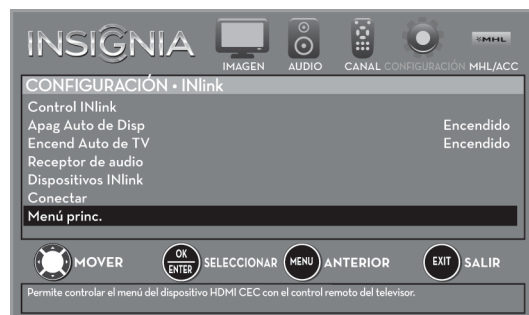 INSIGNIA
IMAGEN AUDIO CANAL CONFIGURACIÓN MHL/ACC
MHL
CONFIGURACIÓN • INlink
Control INlink
Apag Auto de Disp Encendido
Encend Auto de TV Encendido
Receptor de audio
Dispositivos INlink
Conectar
Menú princ.
MOVER OK ENTER SELECCIONAR MENU ANTERIOR EXIT SALIR
Permite controlar el menú del dispositivo HDMI CEC con el control remoto del televisor.